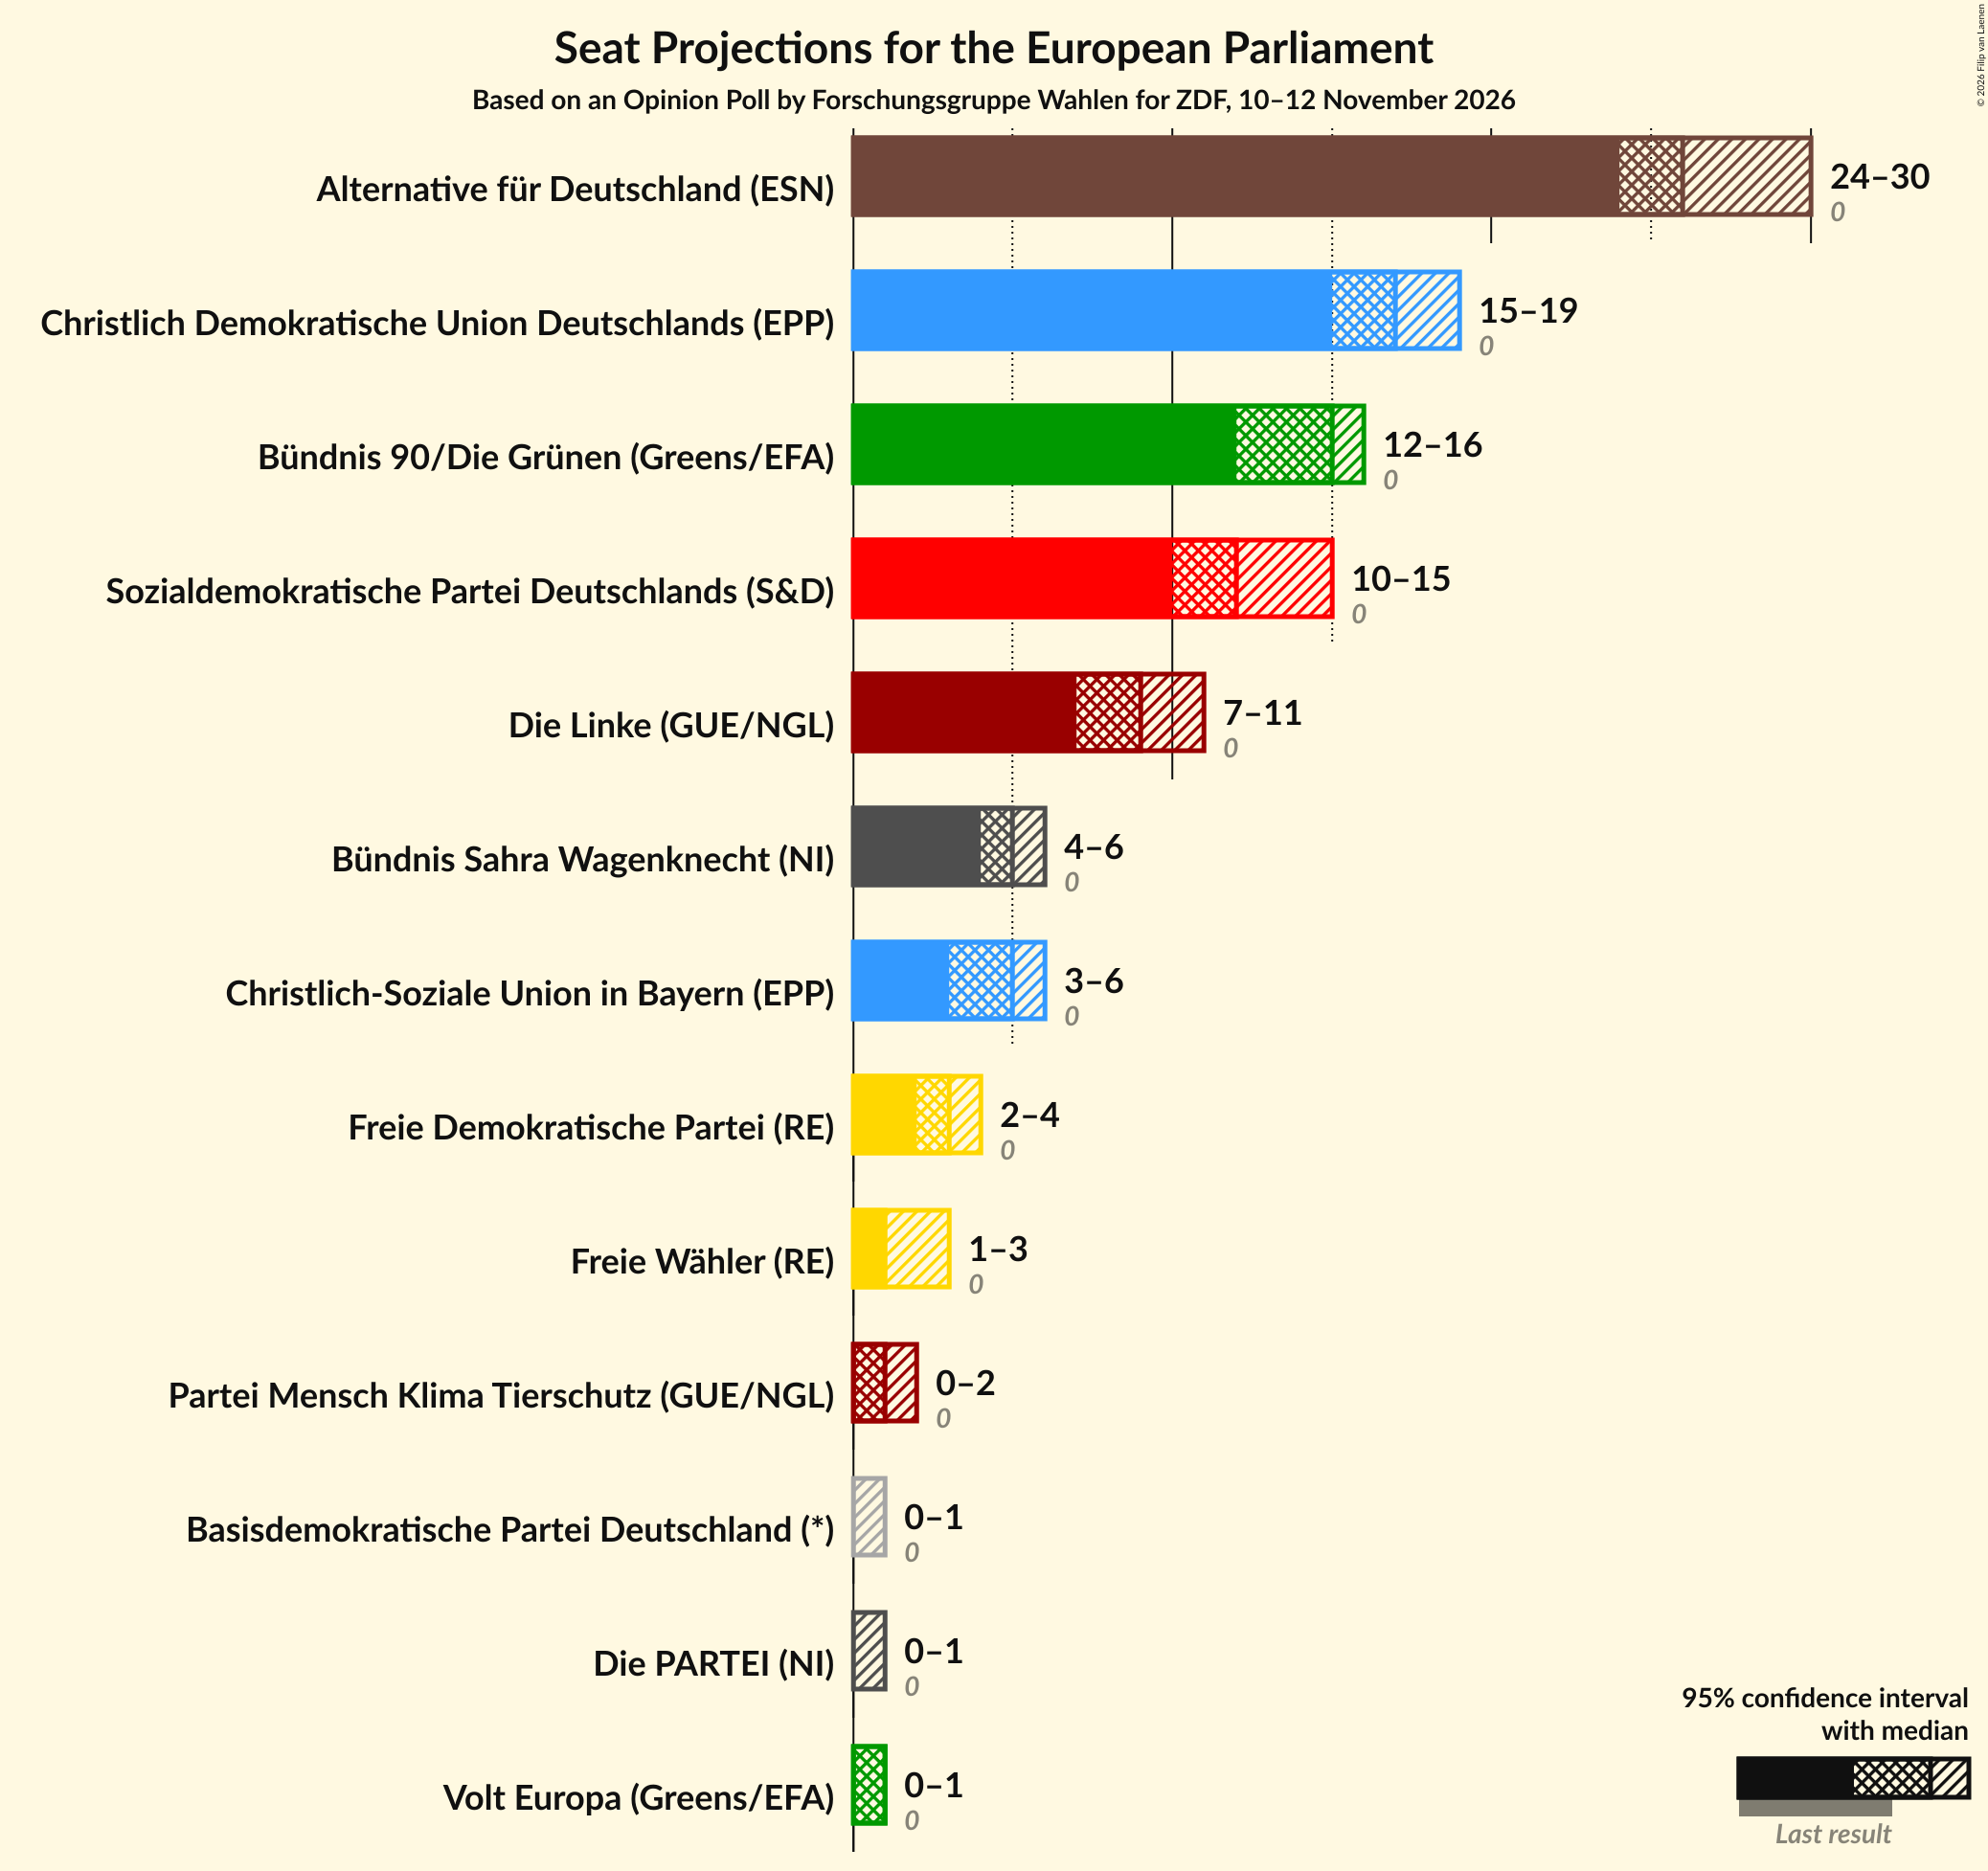 Seat Projections for the European Parliament
Based on an Opinion Poll by Forschungsgruppe Wahlen for ZDF, 10–12 November 2026
© 2026 Filip van Laenen
Alternative für Deutschland (ESN)
24–30
0
Christlich Demokratische Union Deutschlands (EPP)
15–19
0
Bündnis 90/Die Grünen (Greens/EFA)
12–16
0
Sozialdemokratische Partei Deutschlands (S&D)
10–15
0
Die Linke (GUE/NGL)
7–11
0
Bündnis Sahra Wagenknecht (NI)
4–6
0
Christlich-Soziale Union in Bayern (EPP)
3–6
0
Freie Demokratische Partei (RE)
2–4
0
Freie Wähler (RE)
1–3
0
Partei Mensch Klima Tierschutz (GUE/NGL)
0–2
0
Basisdemokratische Partei Deutschland (*)
0–1
0
Die PARTEI (NI)
0–1
0
Volt Europa (Greens/EFA)
0–1
0
95% confidence interval
with median
Last result